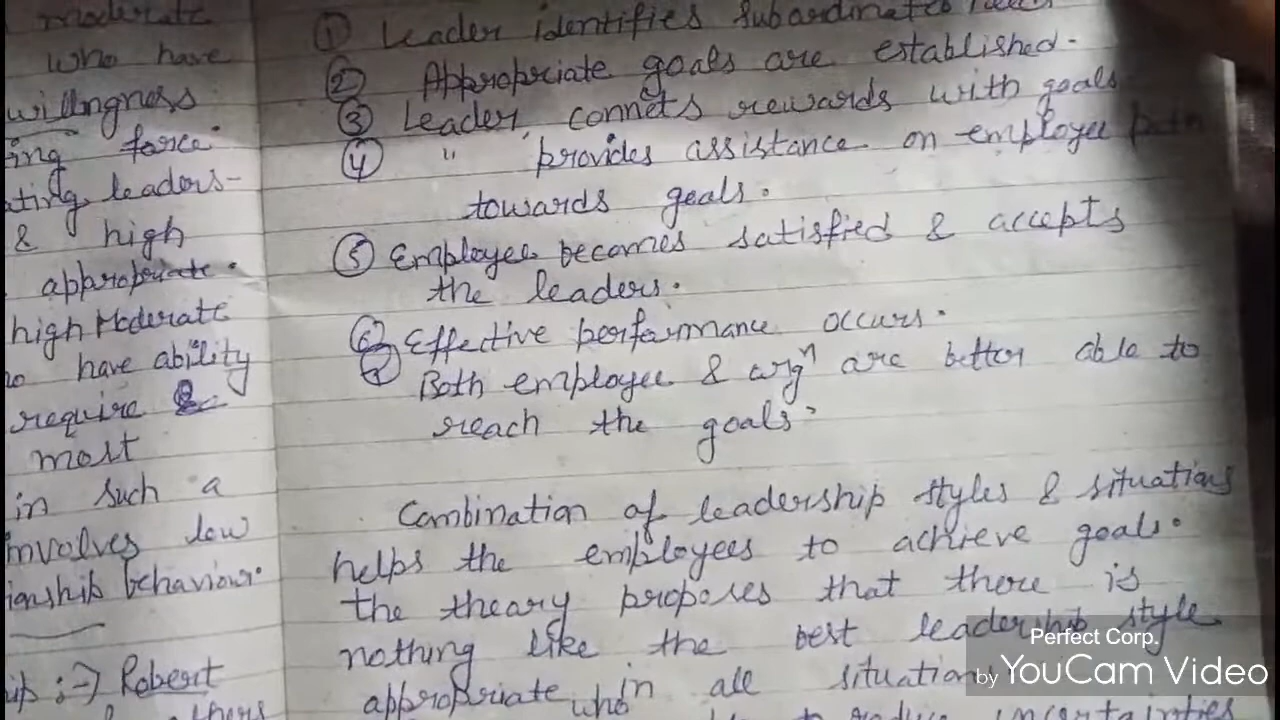 moderate
who have
willingness
ing force.
ating leaders-
& high
appropriate.
high Moderate
have ability
require
most
in such a
involves low
ionship behaviour.
:-) Robert
① Leader identifies subordinates
② Appropriate goals are established.
③ Leader connets rewards with goals
④ " provides assistance on employee path
towards goals.
⑤ Employee becomes satisfied & accepts
the leaders.
⑥ Effective performance occurs.
⑦ Both employee & orgⁿ are better able to
reach the goals.
Combination of leadership styles & situations
helps the employees to achieve goals.
the theory proposes that there is
nothing like the best leadership style
appropriate in all situations
who
Perfect Corp.
by YouCam Video